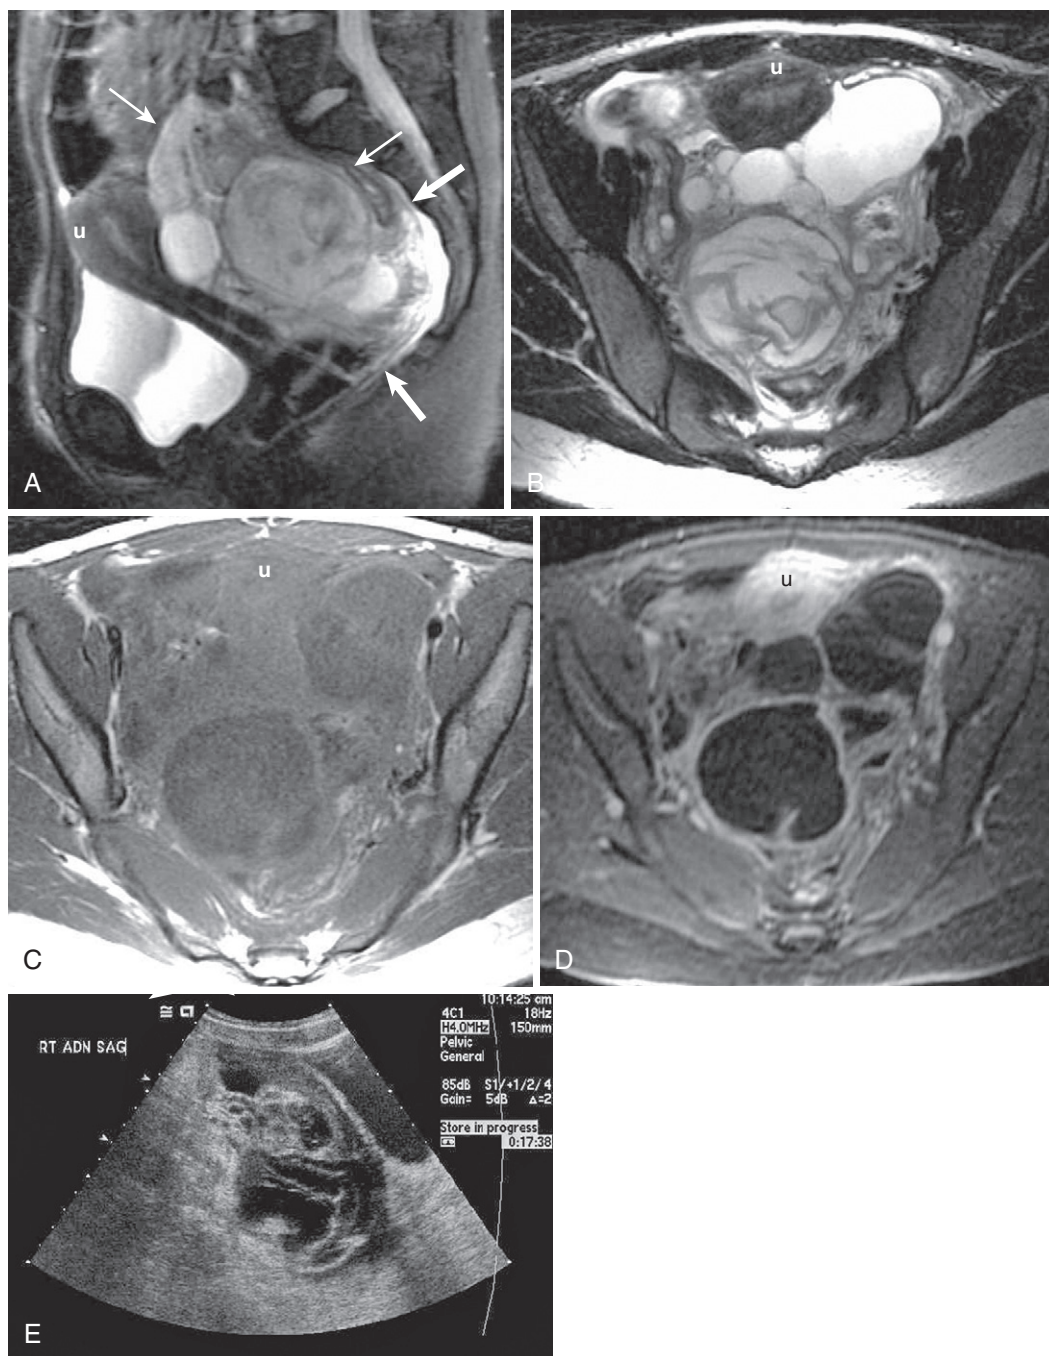 u
A
u
B
u
C
u
D
10:14:25 am
4C1 18Hz
RT ADN SAG
H4.0MHz 150mm
Pelvic
General
85dB S1/+1/2/4
Gain= 5dB Δ=2
Store in progress
0:17:38
E